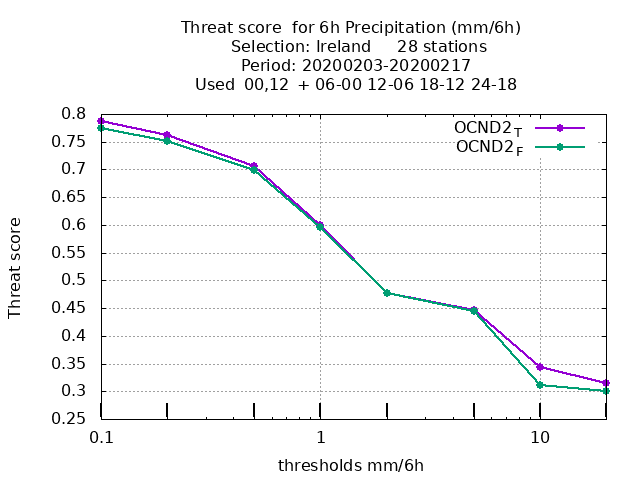 Threat score  for 6h Precipitation (mm/6h)
Selection: Ireland     28 stations
Period: 20200203-20200217
Used  00,12  + 06-00 12-06 18-12 24-18
OCND2_T
OCND2_F
0.8
0.75
0.7
0.65
0.6
0.55
0.5
0.45
0.4
0.35
0.3
0.25
Threat score
0.1 1 10
thresholds mm/6h